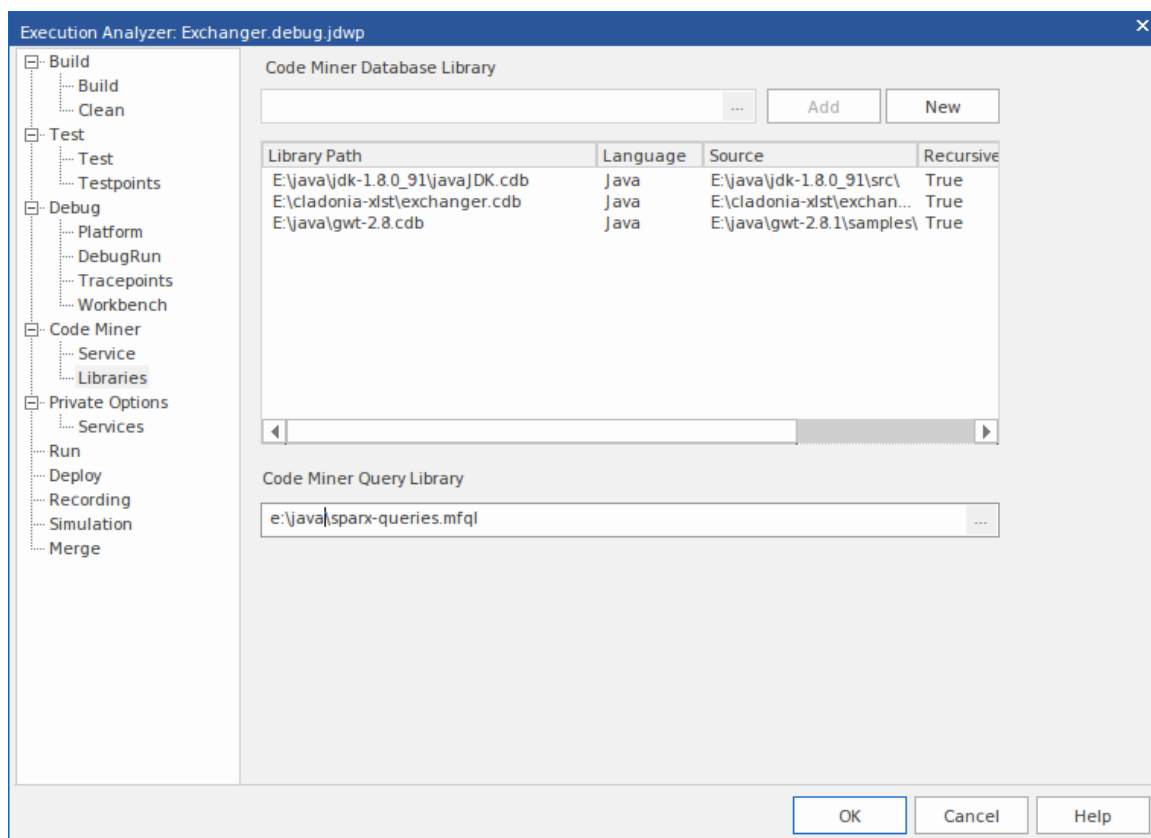 Execution Analyzer: Exchanger.debug.jdwp
Build
Build
Clean
Test
Test
Testpoints
Debug
Platform
DebugRun
Tracepoints
Workbench
Code Miner
Service
Libraries
Private Options
Services
Run
Deploy
Recording
Simulation
Merge
Code Miner Database Library
... Add New
Library Path Language Source Recursive
E:\java\jdk-1.8.0_91\javaJDK.cdb Java E:\java\jdk-1.8.0_91\src\ True
E:\cladonia-xlst\exchanger.cdb Java E:\cladonia-xlst\exchan... True
E:\java\gwt-2.8.cdb Java E:\java\gwt-2.8.1\samples\ True
Code Miner Query Library
e:\java\sparx-queries.mfql ...
OK Cancel Help